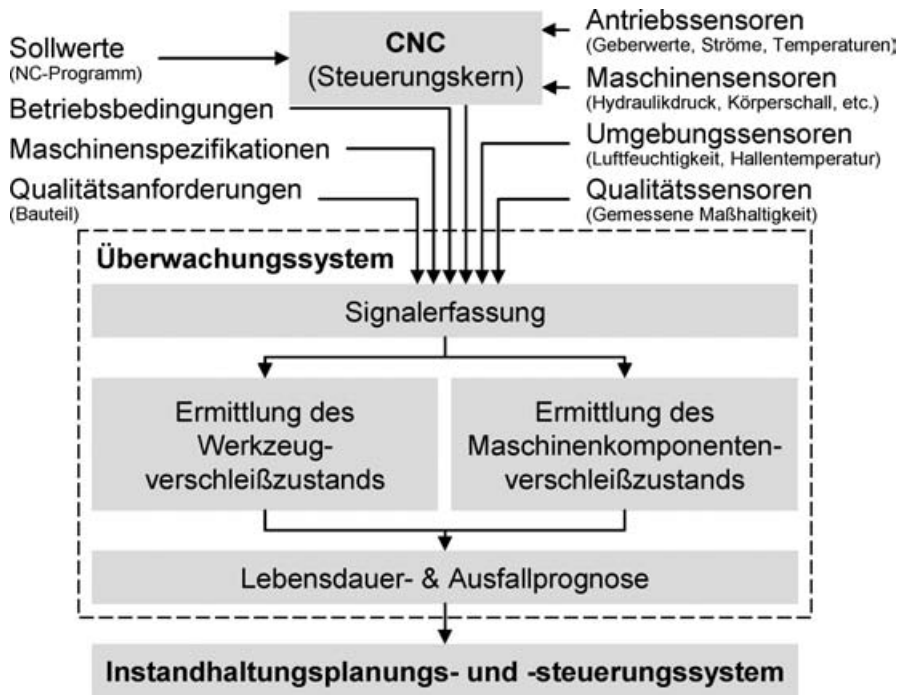 Sollwerte
(NC-Programm)
Betriebsbedingungen
Maschinenspezifikationen
Qualitätsanforderungen
(Bauteil)
CNC
(Steuerungskern)
Antriebssensoren
(Geberwerte, Ströme, Temperaturen)
Maschinensensoren
(Hydraulikdruck, Körperschall, etc.)
Umgebungssensoren
(Luftfeuchtigkeit, Hallentemperatur)
Qualitätssensoren
(Gemessene Maßhaltigkeit)
Überwachungssystem
Signalerfassung
Ermittlung des
Werkzeug-
verschleißzustands
Ermittlung des
Maschinenkomponenten-
verschleißzustands
Lebensdauer- & Ausfallprognose
Instandhaltungsplanungs- und -steuerungssystem